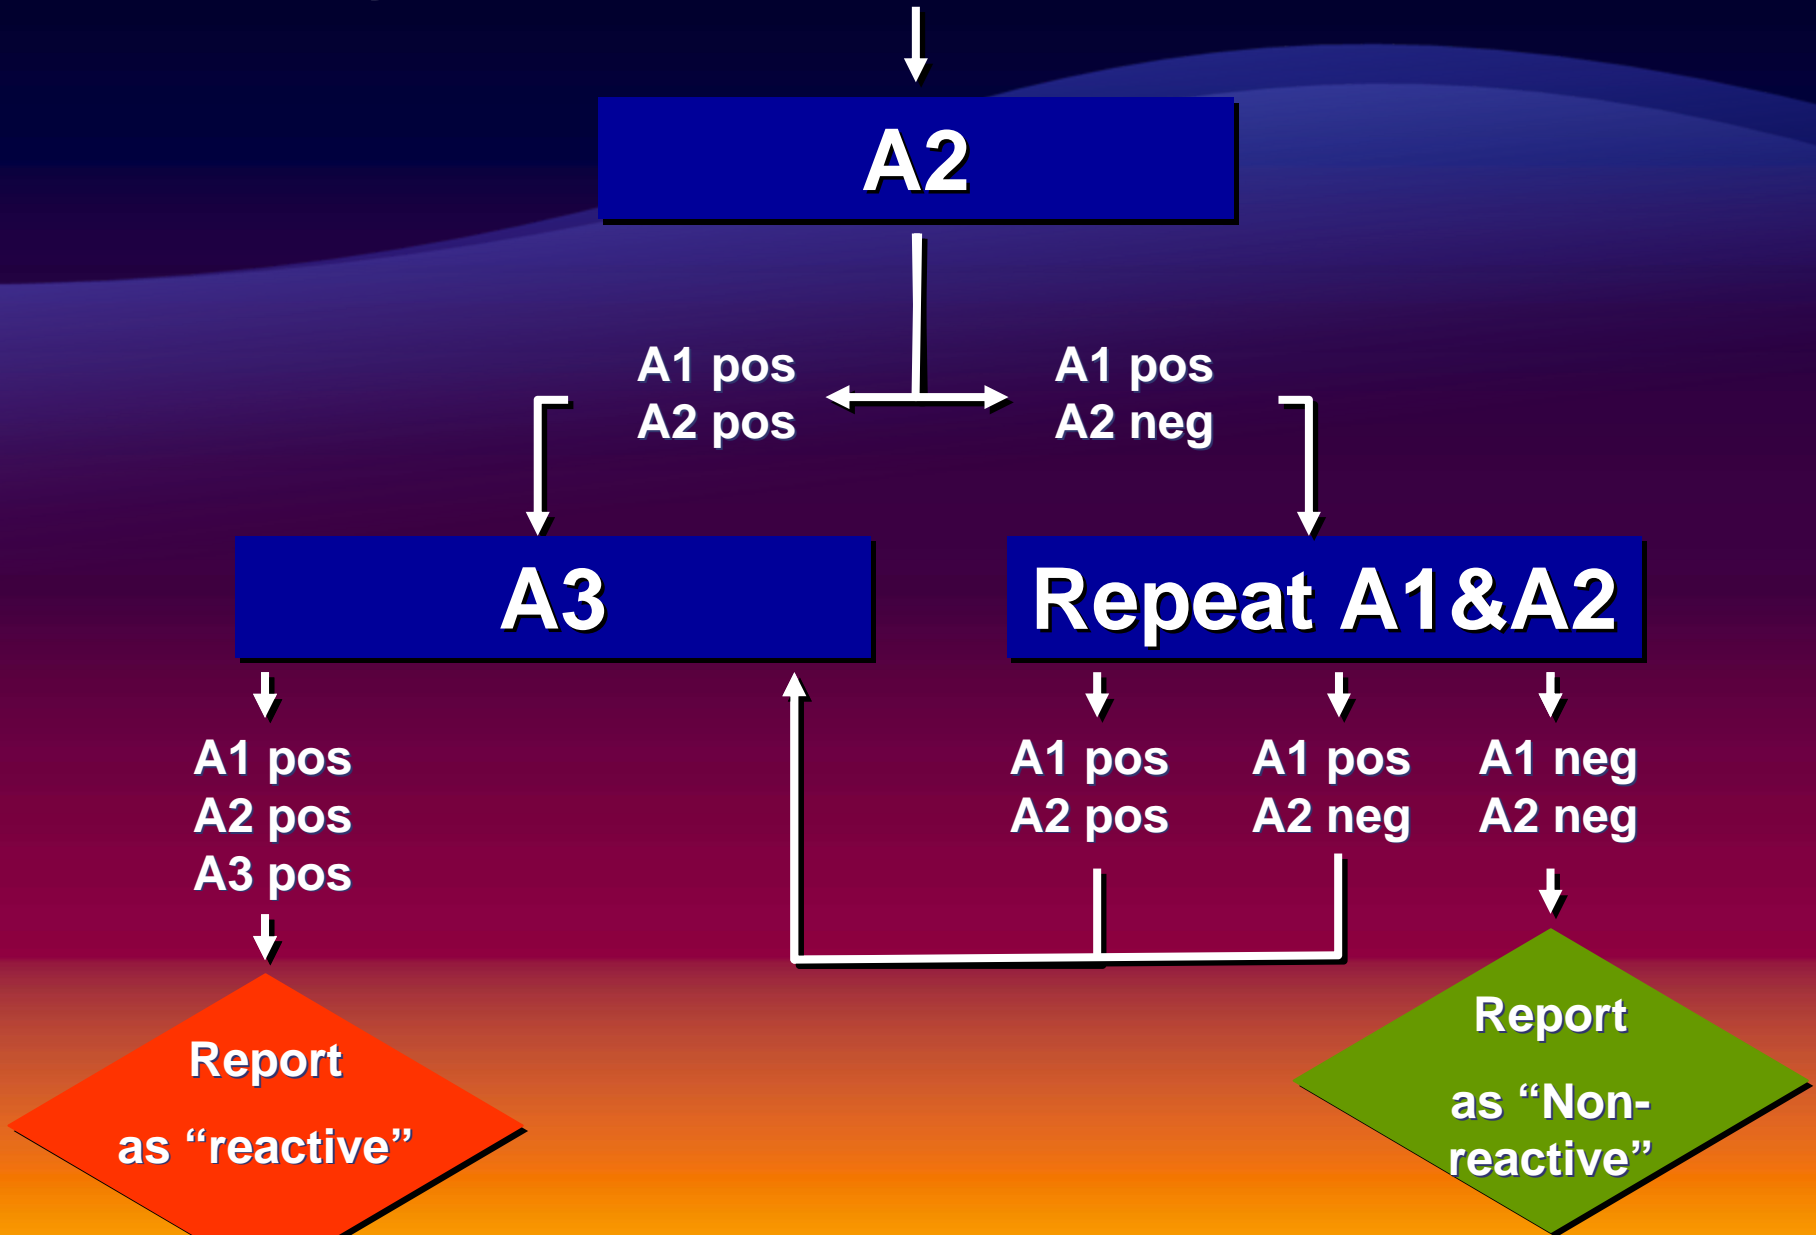 A2
A1 pos
A2 pos
A1 pos
A2 neg
A3
Repeat A1&A2
A1 pos
A2 pos
A3 pos
A1 pos
A2 pos
A1 pos
A2 neg
A1 neg
A2 neg
Report
as “reactive”
Report
as “Non-
reactive”